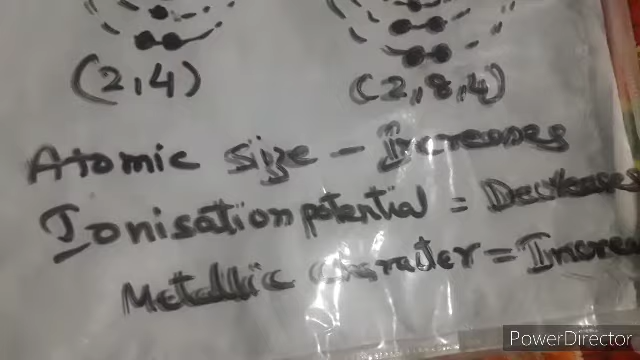 (2,4) (2,8,4)
Atomic size - Increases
Ionisation potential = Decreases
Metallic Character = Increa
PowerDirector